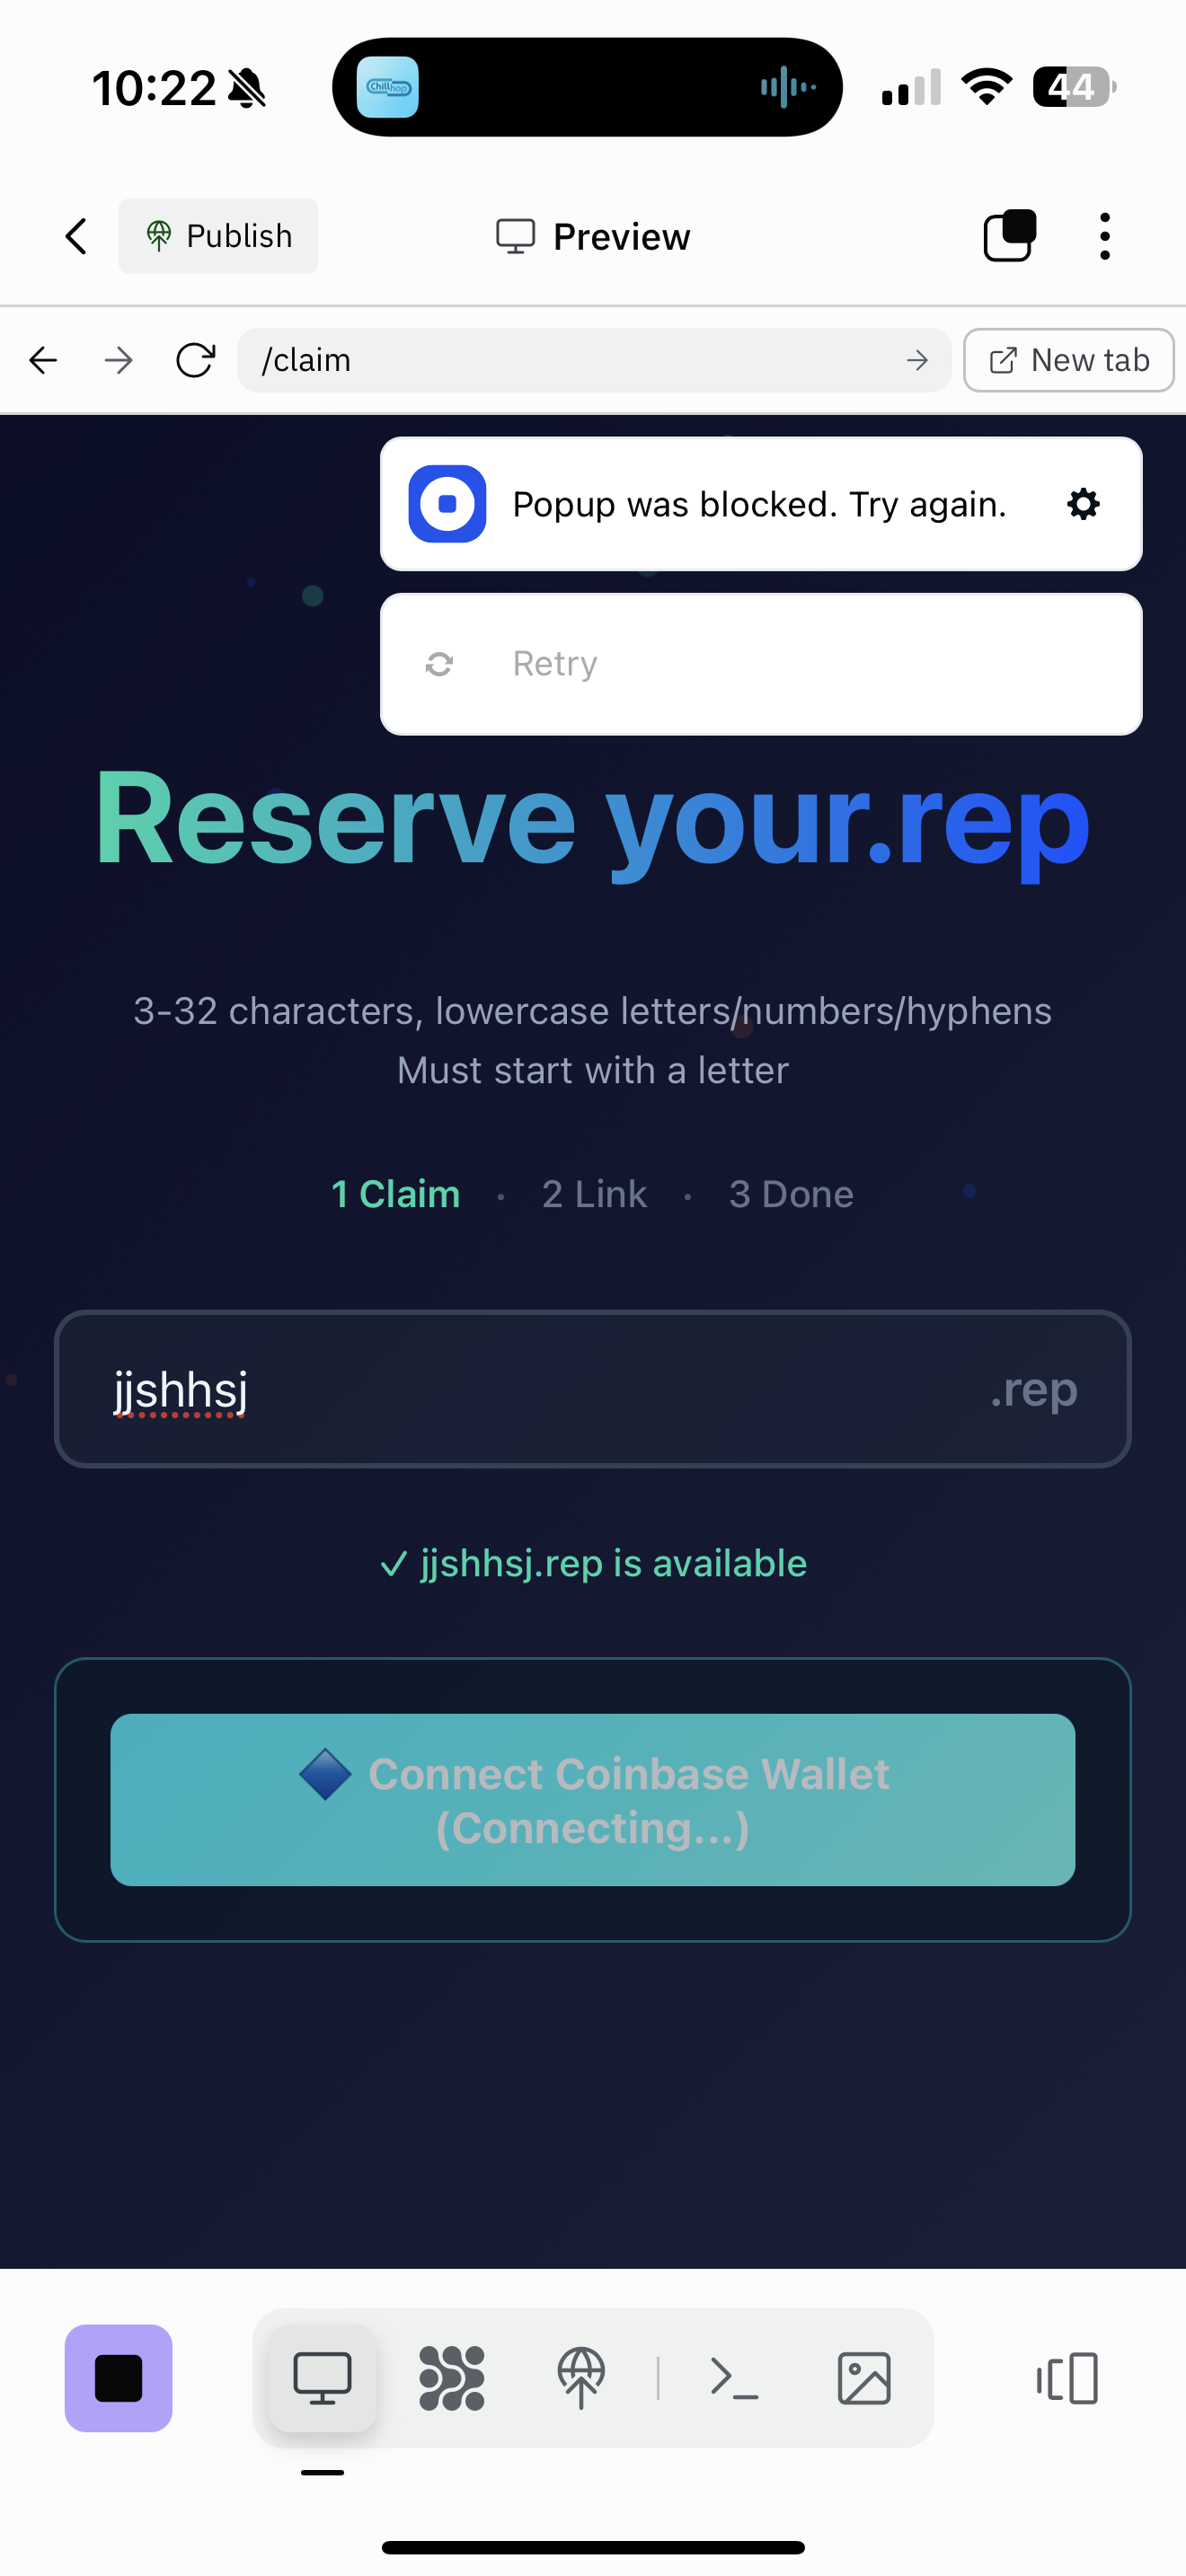 10:22
Chillhop
44
Publish
Preview
/claim
New tab
Popup was blocked. Try again.
Retry
Reserve your.rep
3-32 characters, lowercase letters/numbers/hyphens
Must start with a letter
1 Claim · 2 Link · 3 Done
jjshhsj .rep
✓ jjshhsj.rep is available
Connect Coinbase Wallet
(Connecting...)